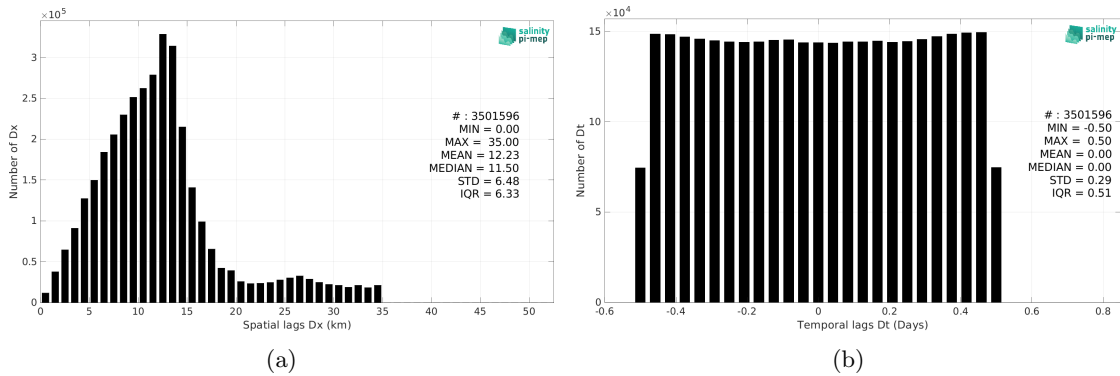 ×10⁵
3
2.5
2
1.5
1
0.5
0
Number of Dx
0 5 10 15 20 25 30 35 40 45 50
Spatial lags Dx (km)
salinity
pi-mep
# : 3501596
MIN = 0.00
MAX = 35.00
MEAN = 12.23
MEDIAN = 11.50
STD = 6.48
IQR = 6.33
(a)
×10⁴
15
10
5
0
Number of Dt
-0.6 -0.4 -0.2 0 0.2 0.4 0.6 0.8
Temporal lags Dt (Days)
salinity
pi-mep
# : 3501596
MIN = -0.50
MAX = 0.50
MEAN = 0.00
MEDIAN = 0.00
STD = 0.29
IQR = 0.51
(b)